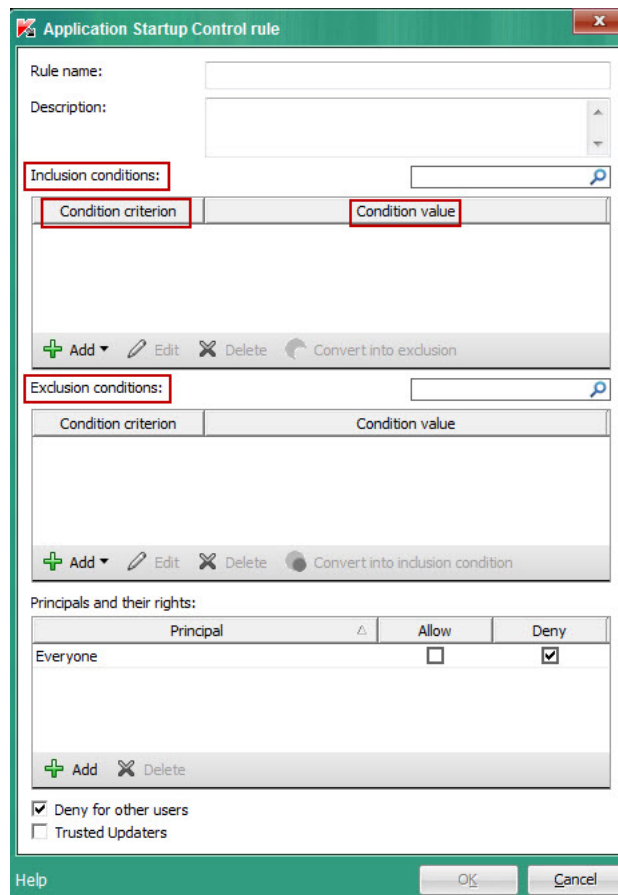 Application Startup Control rule
x
Rule name:
Description:
Inclusion conditions:
Condition criterion Condition value
Add Edit Delete Convert into exclusion
Exclusion conditions:
Condition criterion Condition value
Add Edit Delete Convert into inclusion condition
Principals and their rights:
Principal Allow Deny
Everyone
Add Delete
Deny for other users
Trusted Updaters
Help OK Cancel